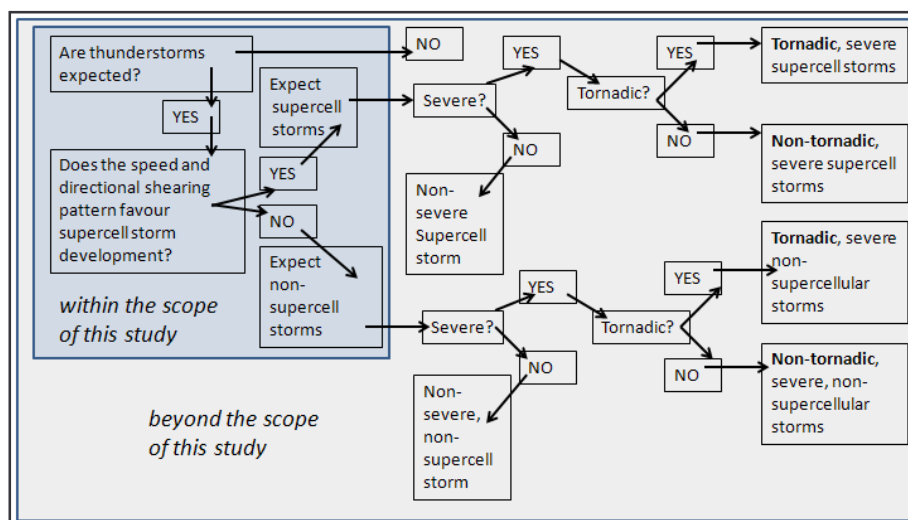 Are thunderstorms
expected?
NO
YES
Does the speed and
directional shearing
pattern favour
supercell storm
development?
YES
NO
Expect
supercell
storms
Expect
non-
supercell
storms
within the scope
of this study
beyond the scope
of this study
Severe?
YES
NO
Non-
severe
Supercell
storm
Tornadic?
YES
NO
Tornadic, severe
supercell storms
Non-tornadic,
severe supercell
storms
Severe?
YES
NO
Non-
severe,
non-
supercell
storm
Tornadic?
YES
NO
Tornadic, severe
non-
supercellular
storms
Non-tornadic,
severe, non-
supercellular
storms